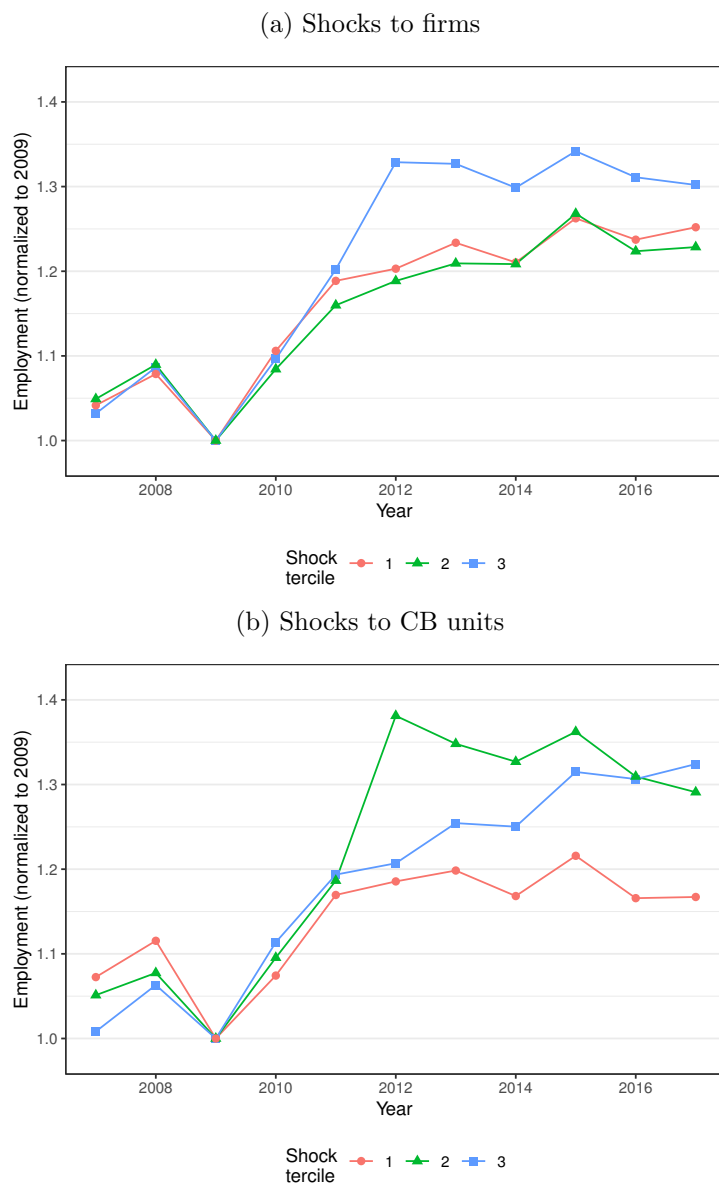 (a) Shocks to firms
Employment (normalized to 2009)
1.4
1.3
1.2
1.1
1.0
2008 2010 2012 2014 2016
Year
Shock
tercile 1 2 3
(b) Shocks to CB units
Employment (normalized to 2009)
1.4
1.3
1.2
1.1
1.0
2008 2010 2012 2014 2016
Year
Shock
tercile 1 2 3